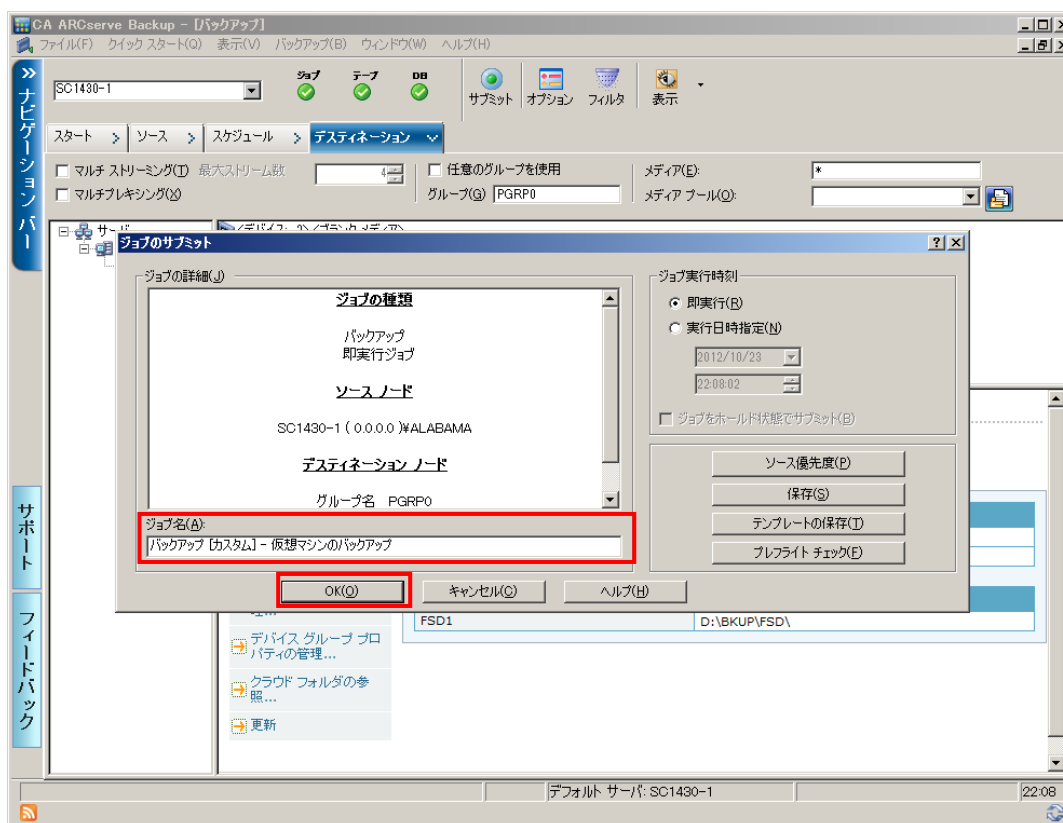 CA ARCserve Backup - [バックアップ]
ファイル(F) クイック スタート(Q) 表示(V) バックアップ(B) ウィンドウ(W) ヘルプ(H)
ナビゲーション バー
SC1430-1
ジョブ テープ DB
サブミット オプション フィルタ 表示
スタート ソース スケジュール デスティネーション
マルチ ストリーミング(T) 最大ストリーム数 4
任意のグループを使用
メディア(E): *
マルチプレキシング(X)
グループ(G) PGRP0
メディア プール(O):
ジョブのサブミット
ジョブの詳細(J)
ジョブの種類
バックアップ
即実行ジョブ
ソース ノード
SC1430-1 ( 0.0.0.0 )¥ALABAMA
デスティネーション ノード
グループ名 PGRP0
ジョブ名(A):
バックアップ [カスタム] - 仮想マシンのバックアップ
OK(O) キャンセル(C) ヘルプ(H)
ジョブ実行時刻
即実行(R)
実行日時指定(N)
2012/10/23
22:08:02
ジョブをホールド状態でサブミット(B)
ソース優先度(P)
保存(S)
テンプレートの保存(T)
プレフライト チェック(F)
サポート
フィードバック
FSD1 D:\BKUP\FSD\
デバイス グループ プロ
パティの管理...
クラウド フォルダの参
照...
更新
デフォルト サーバ: SC1430-1
22:08